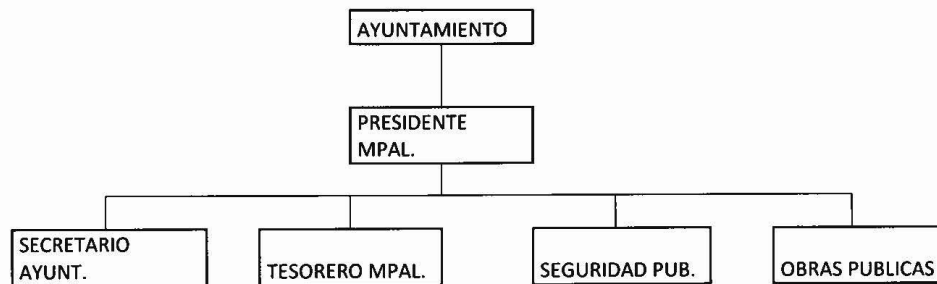 AYUNTAMIENTO
PRESIDENTE
MPAL.
SECRETARIO
AYUNT.
TESORERO MPAL.
SEGURIDAD PUB.
OBRAS PUBLICAS